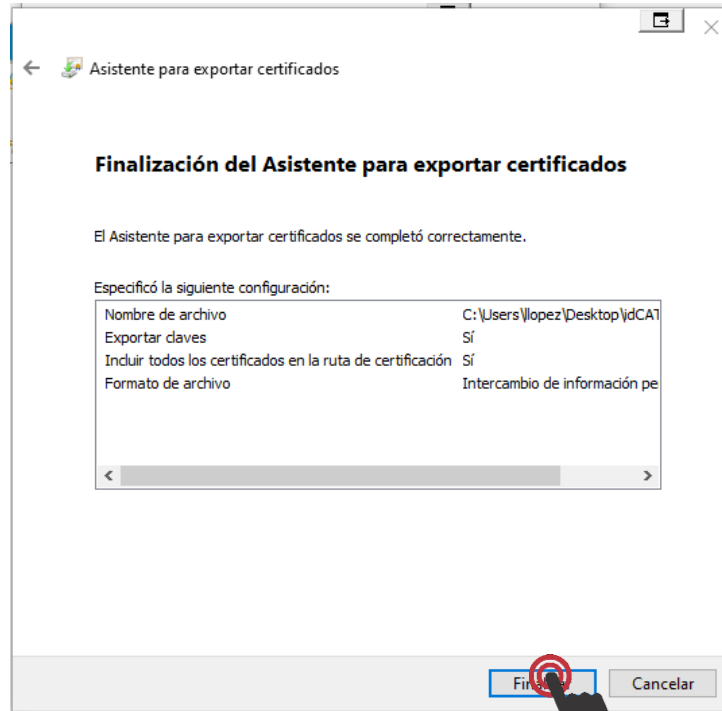 Asistente para exportar certificados
Finalización del Asistente para exportar certificados
El Asistente para exportar certificados se completó correctamente.
Especificó la siguiente configuración:
Nombre de archivo C:\Users\llopez\Desktop\idCAT
Exportar claves Sí
Incluir todos los certificados en la ruta de certificación Sí
Formato de archivo Intercambio de información pe
Cancelar